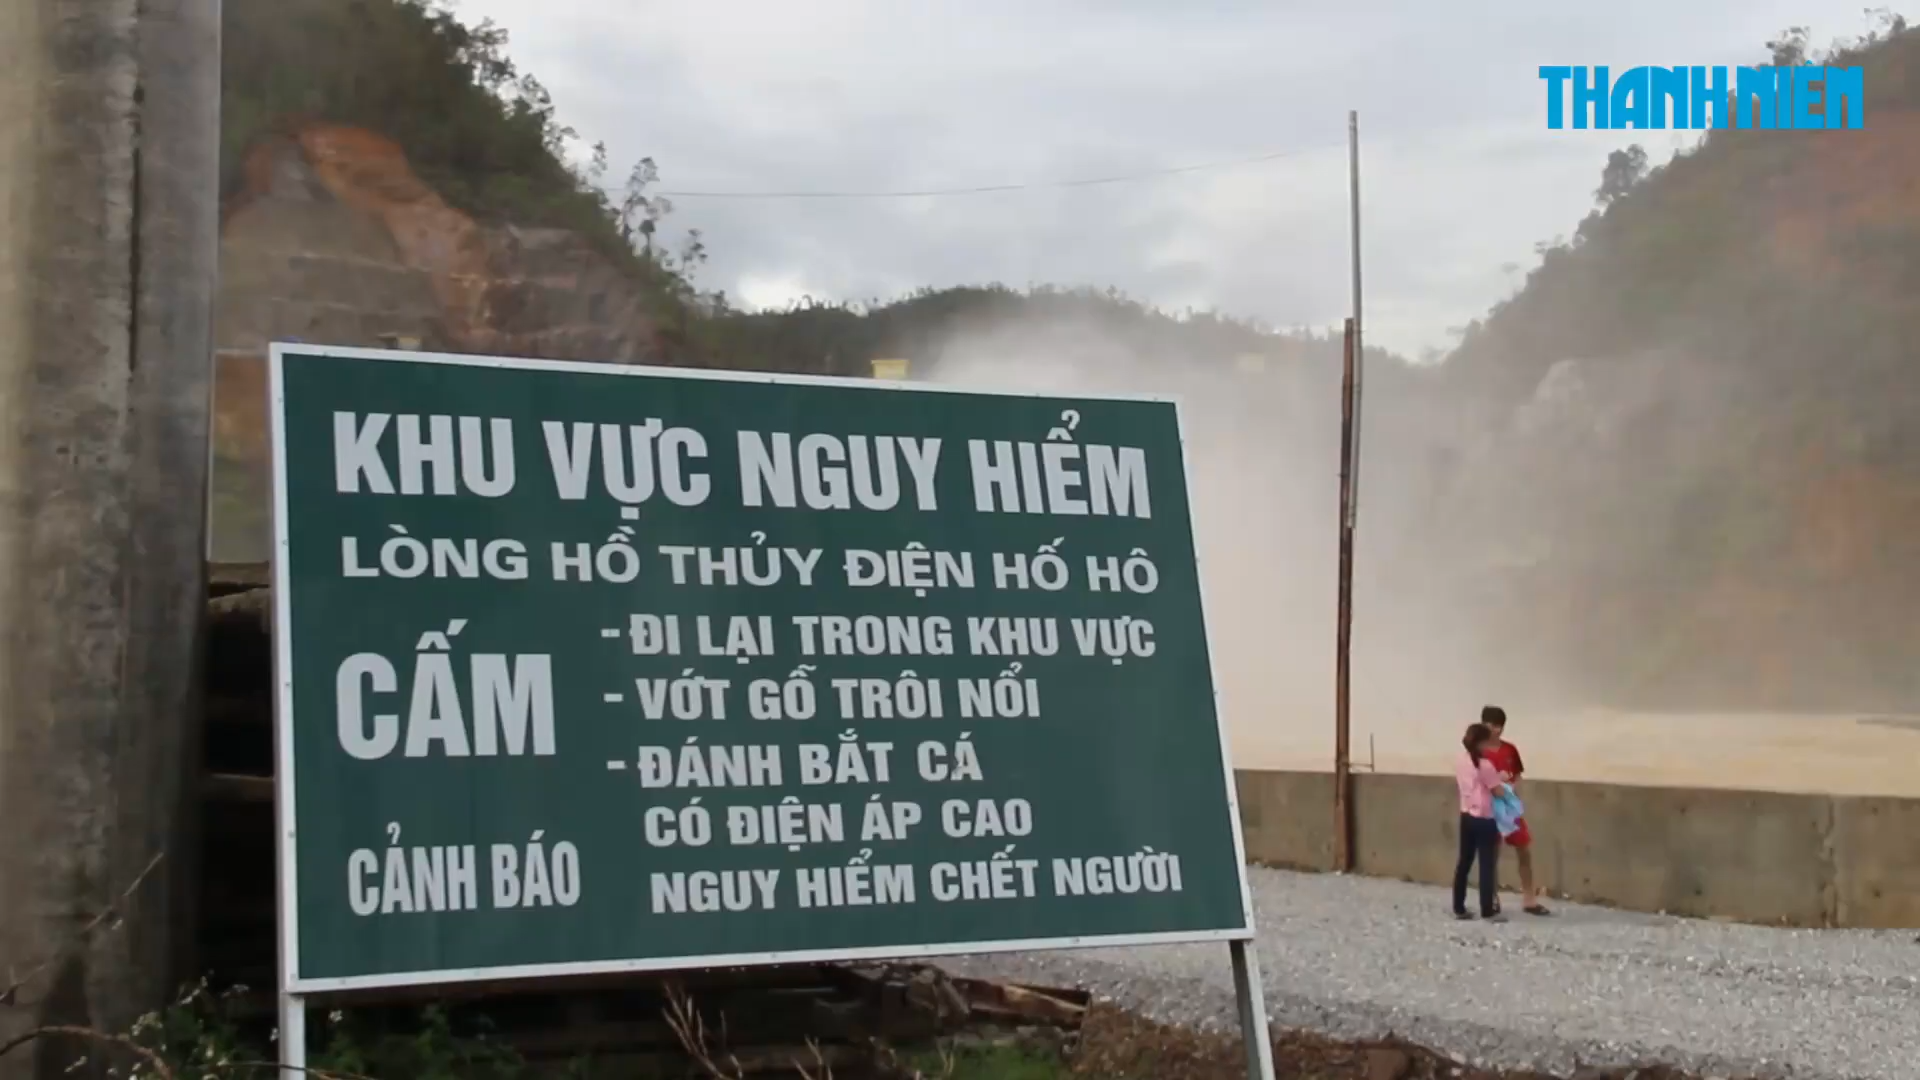 THANH NIÊN
KHU VỰC NGUY HIỂM
LÒNG HỒ THỦY ĐIỆN HỐ HÔ
CẤM
-ĐI LẠI TRONG KHU VỰC
- VỚT GỖ TRÔI NỔI
-ĐÁNH BẮT CÁ
CẢNH BÁO
CÓ ĐIỆN ÁP CAO
NGUY HIỂM CHẾT NGƯỜI